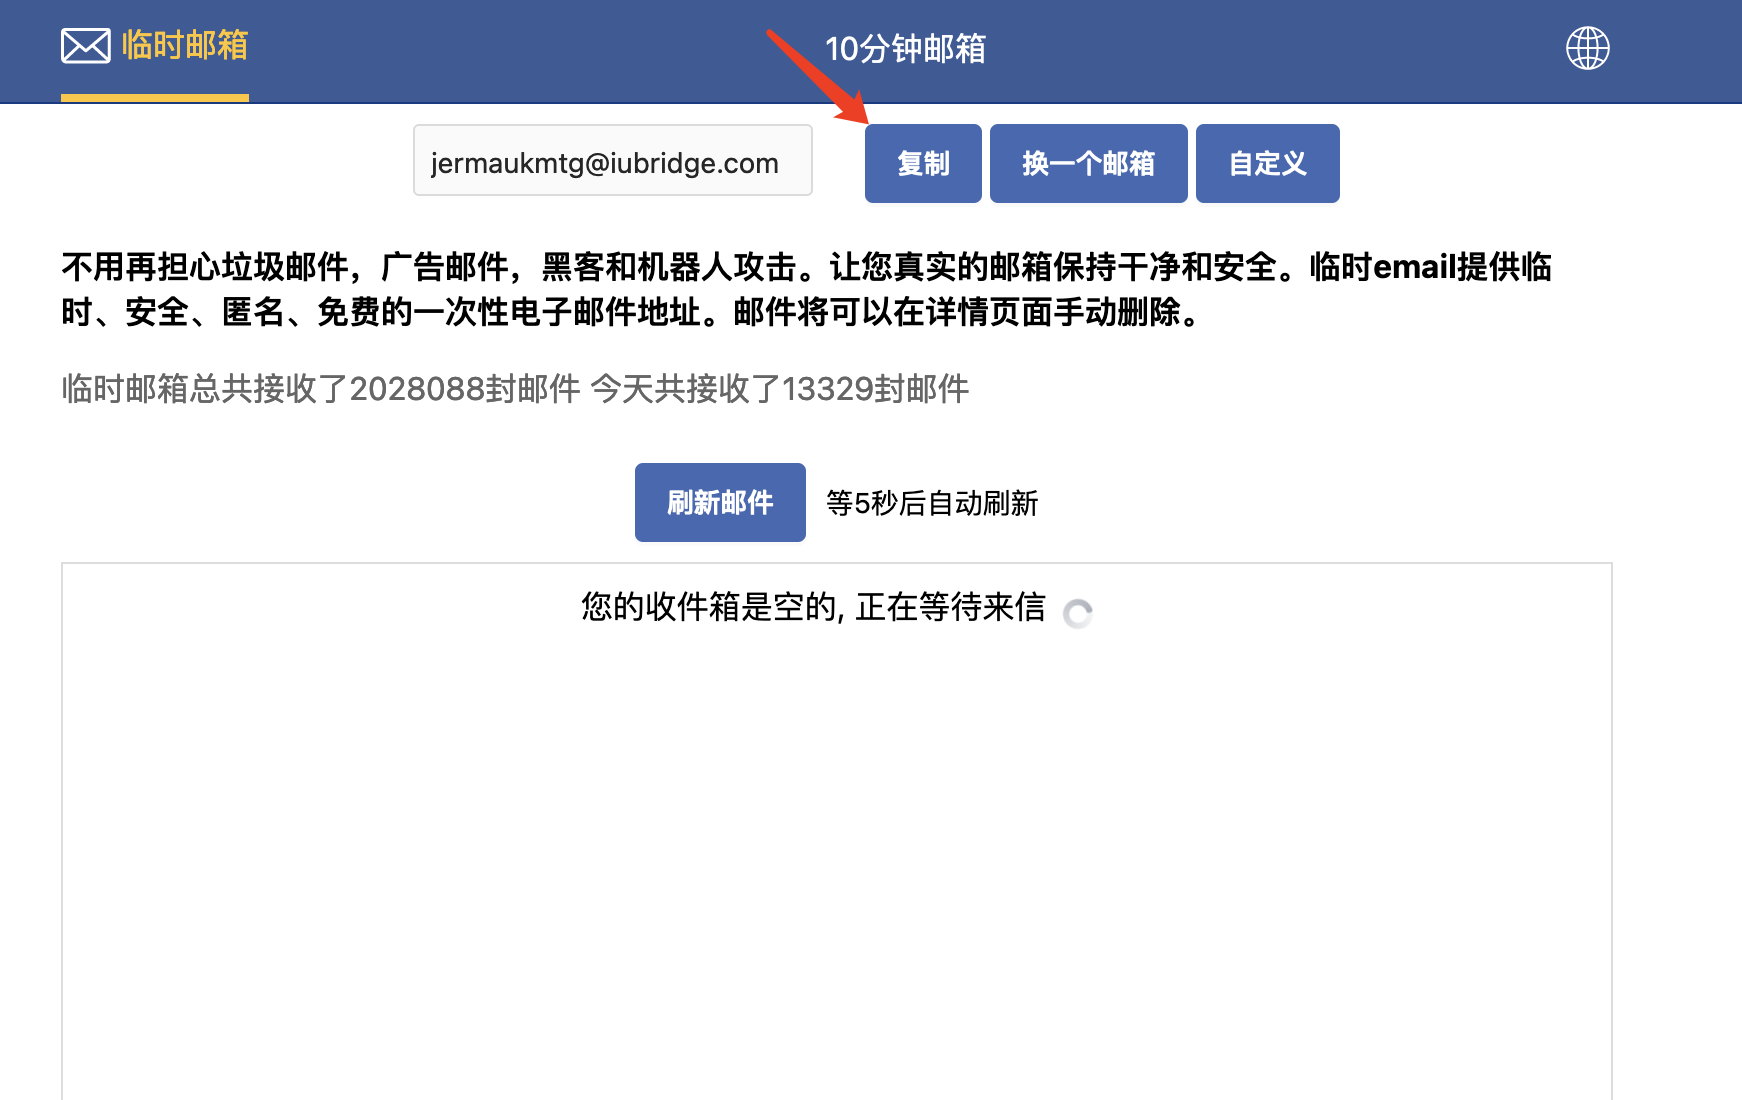 临时邮箱
10分钟邮箱
jermaukmtg@iubridge.com
复制
换一个邮箱
自定义
不用再担心垃圾邮件，广告邮件，黑客和机器人攻击。让您真实的邮箱保持干净和安全。临时email提供临
时、安全、匿名、免费的一次性电子邮件地址。邮件将可以在详情页面手动删除。
临时邮箱总共接收了2028088封邮件 今天共接收了13329封邮件
刷新邮件
等5秒后自动刷新
您的收件箱是空的, 正在等待来信